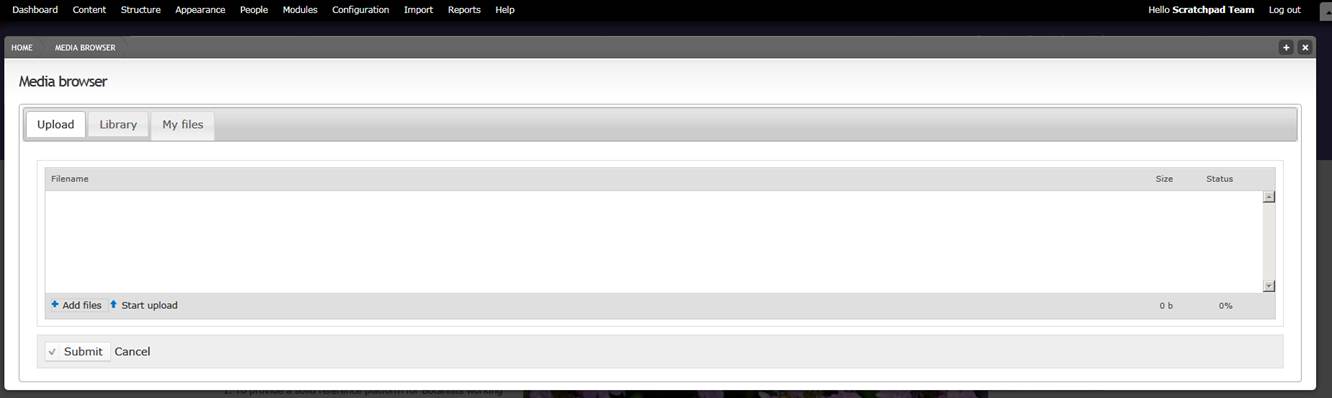 Dashboard Content Structure Appearance People Modules Configuration Import Reports Help Hello Scratchpad Team Log out
HOME MEDIA BROWSER
Media browser
Upload Library My files
Filename Size Status
Add files Start upload 0 b 0%
Submit Cancel
1. To provide a solid reference platform for Botanists working